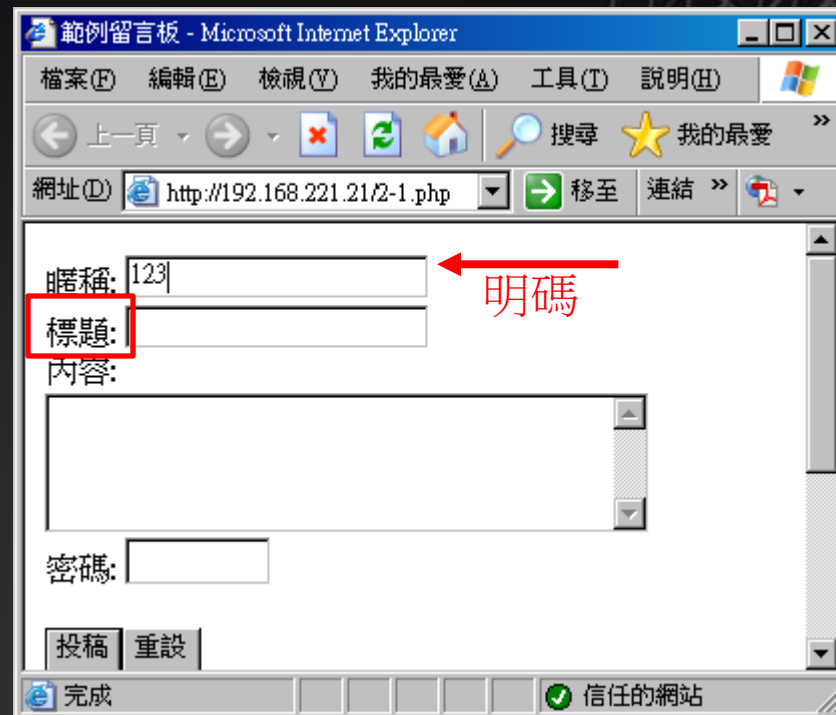 範例留言板 - Microsoft Internet Explorer
檔案(F) 編輯(E) 檢視(V) 我的最愛(A) 工具(T) 說明(H)
上一頁 搜尋 我的最愛 »
網址(D) http://192.168.221.21/2-1.php 移至 連結 »
暱稱: 123
明碼
標題:
內容:
密碼:
投稿 重設
完成 信任的網站